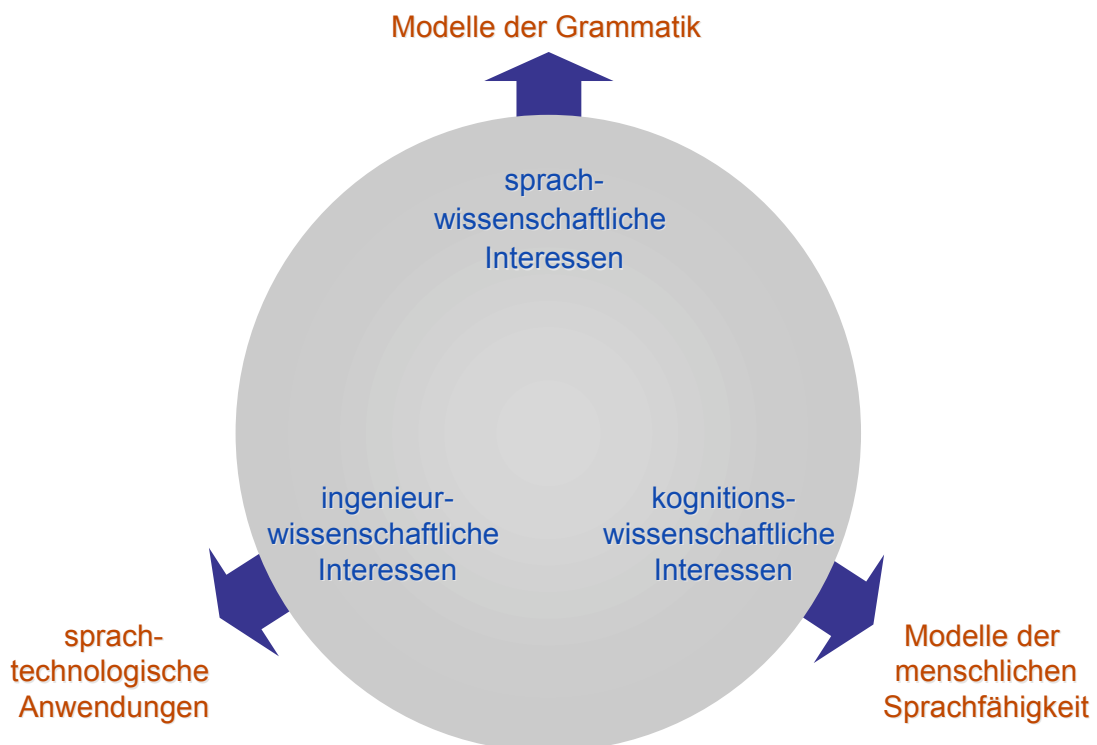 Modelle der Grammatik
sprach-
wissenschaftliche
Interessen
ingenieur-
wissenschaftliche
Interessen
kognitions-
wissenschaftliche
Interessen
sprach-
technologische
Anwendungen
Modelle der
menschlichen
Sprachfähigkeit